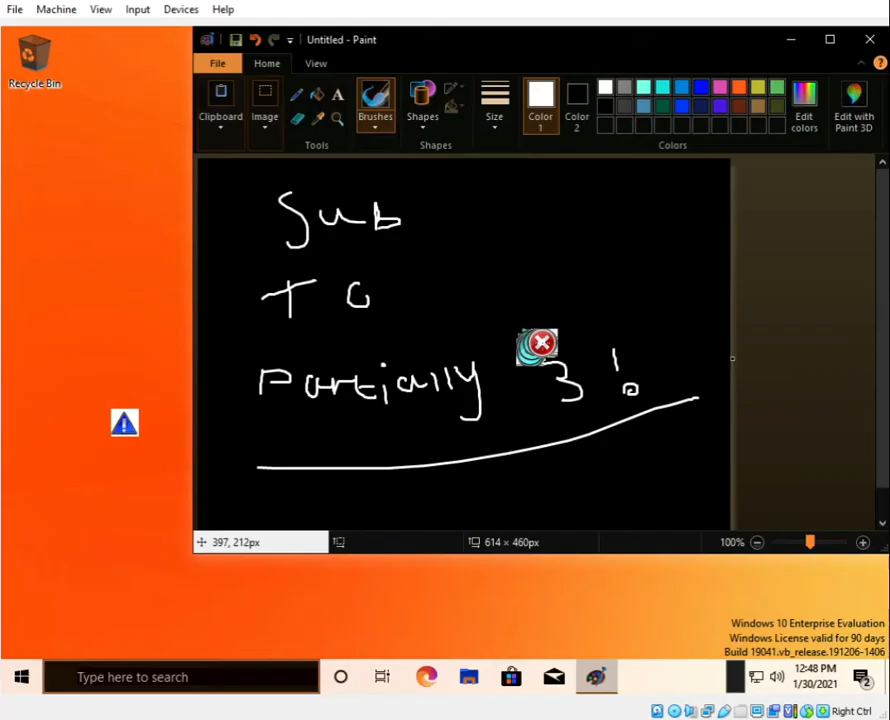 File Machine View Input Devices Help
Untitled - Paint
File Home View
Recycle Bin
Clipboard Image Brushes Shapes Size Color 1 Color 2 Edit colors Edit with Paint 3D
Tools Shapes Colors
Sub
To
Partially 3!
397, 212px 614 × 460px 100%
Windows 10 Enterprise Evaluation
Windows License valid for 90 days
Build 19041.vb_release.191206-1406
Type here to search
12:48 PM
1/30/2021
2
Right Ctrl